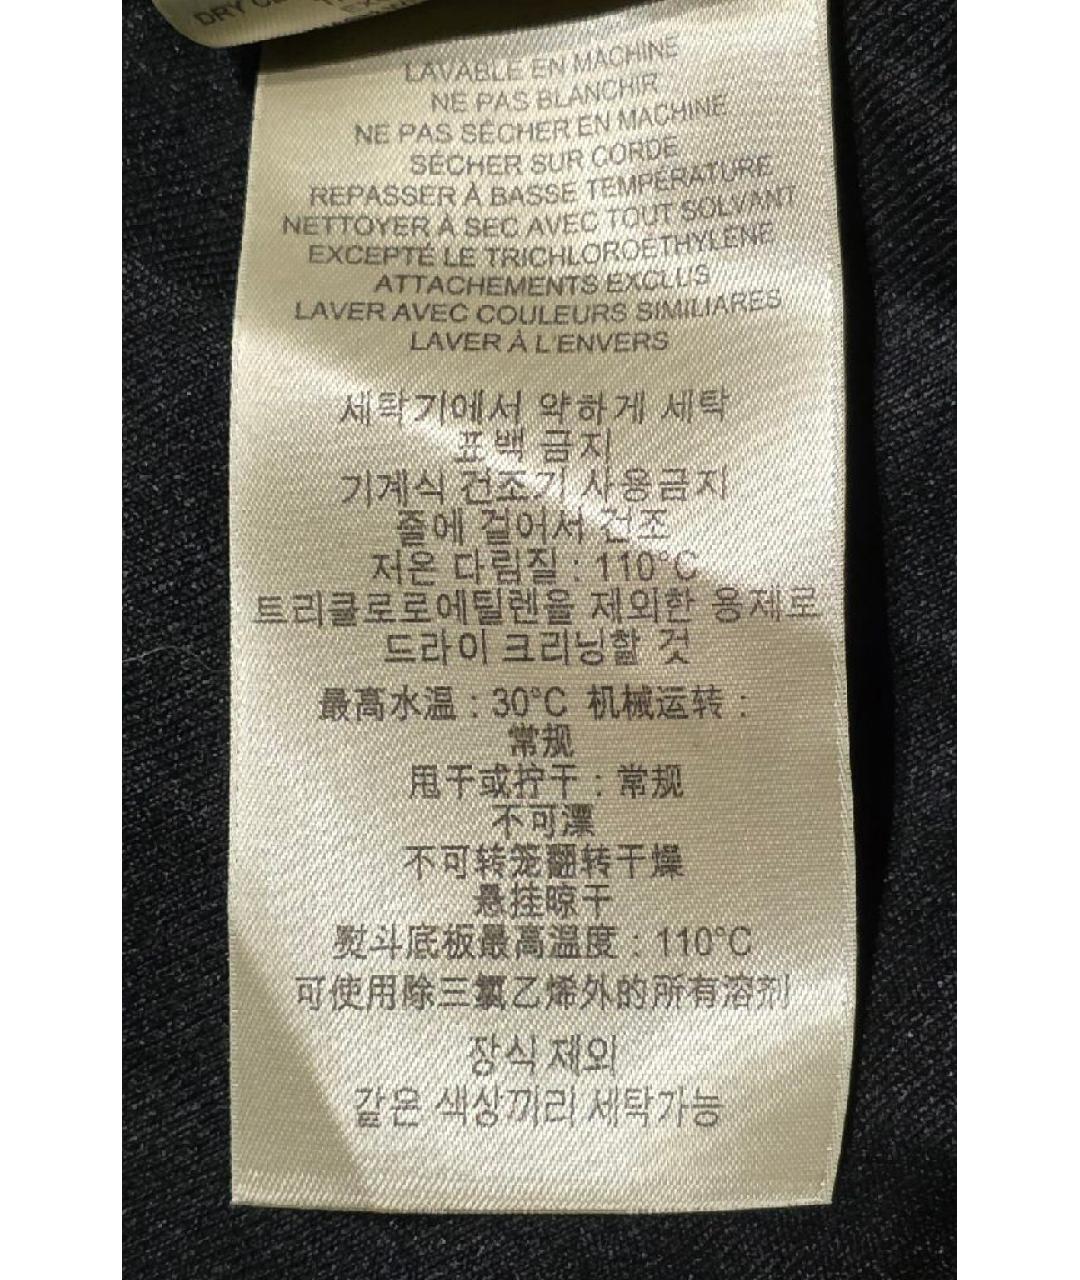 DRY
LAVABLE EN MACHINE
NE PAS BLANCHIR
NE PAS SÉCHER EN MACHINE
SÉCHER SUR CORDE
REPASSER À BASSE TEMPÉRATURE
NETTOYER À SEC AVEC TOUT SOLVANT
EXCEPTÉ LE TRICHLOROÉTHYLÈNE
ATTACHEMENTS EXCLUS
LAVER AVEC COULEURS SIMILIARES
LAVER À L'ENVERS
세탁기에서 약하게 세탁
표백 금지
기계식 건조기 사용금지
줄에 걸어서 건조
저온 다림질 : 110°C
트리클로로에틸렌을 제외한 용제로
드라이 크리닝할 것
最高水温 : 30°C 机械运转 :
常规
甩干或拧干 : 常规
不可漂
不可转笼翻转干燥
悬挂晾干
熨斗底板最高温度 : 110°C
可使用除三氯乙烯外的所有溶剂
장식 제외
같은 색상끼리 세탁가능